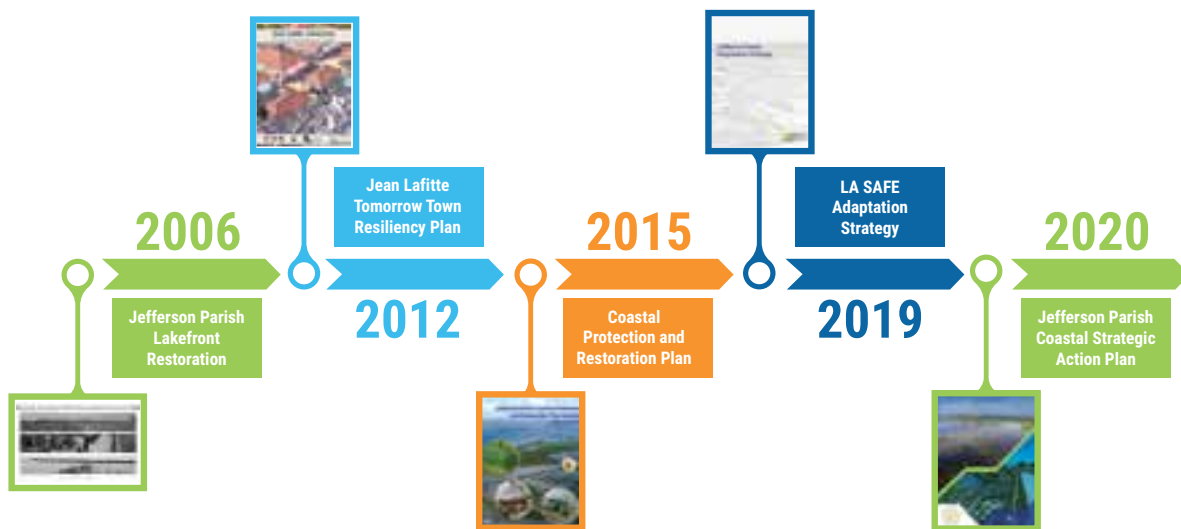 2006
Jefferson Parish
Lakefront
Restoration
Jean Lafitte
Tomorrow Town
Resiliency Plan
2012
2015
Coastal
Protection and
Restoration Plan
LA SAFE
Adaptation
Strategy
2019
2020
Jefferson Parish
Coastal Strategic
Action Plan